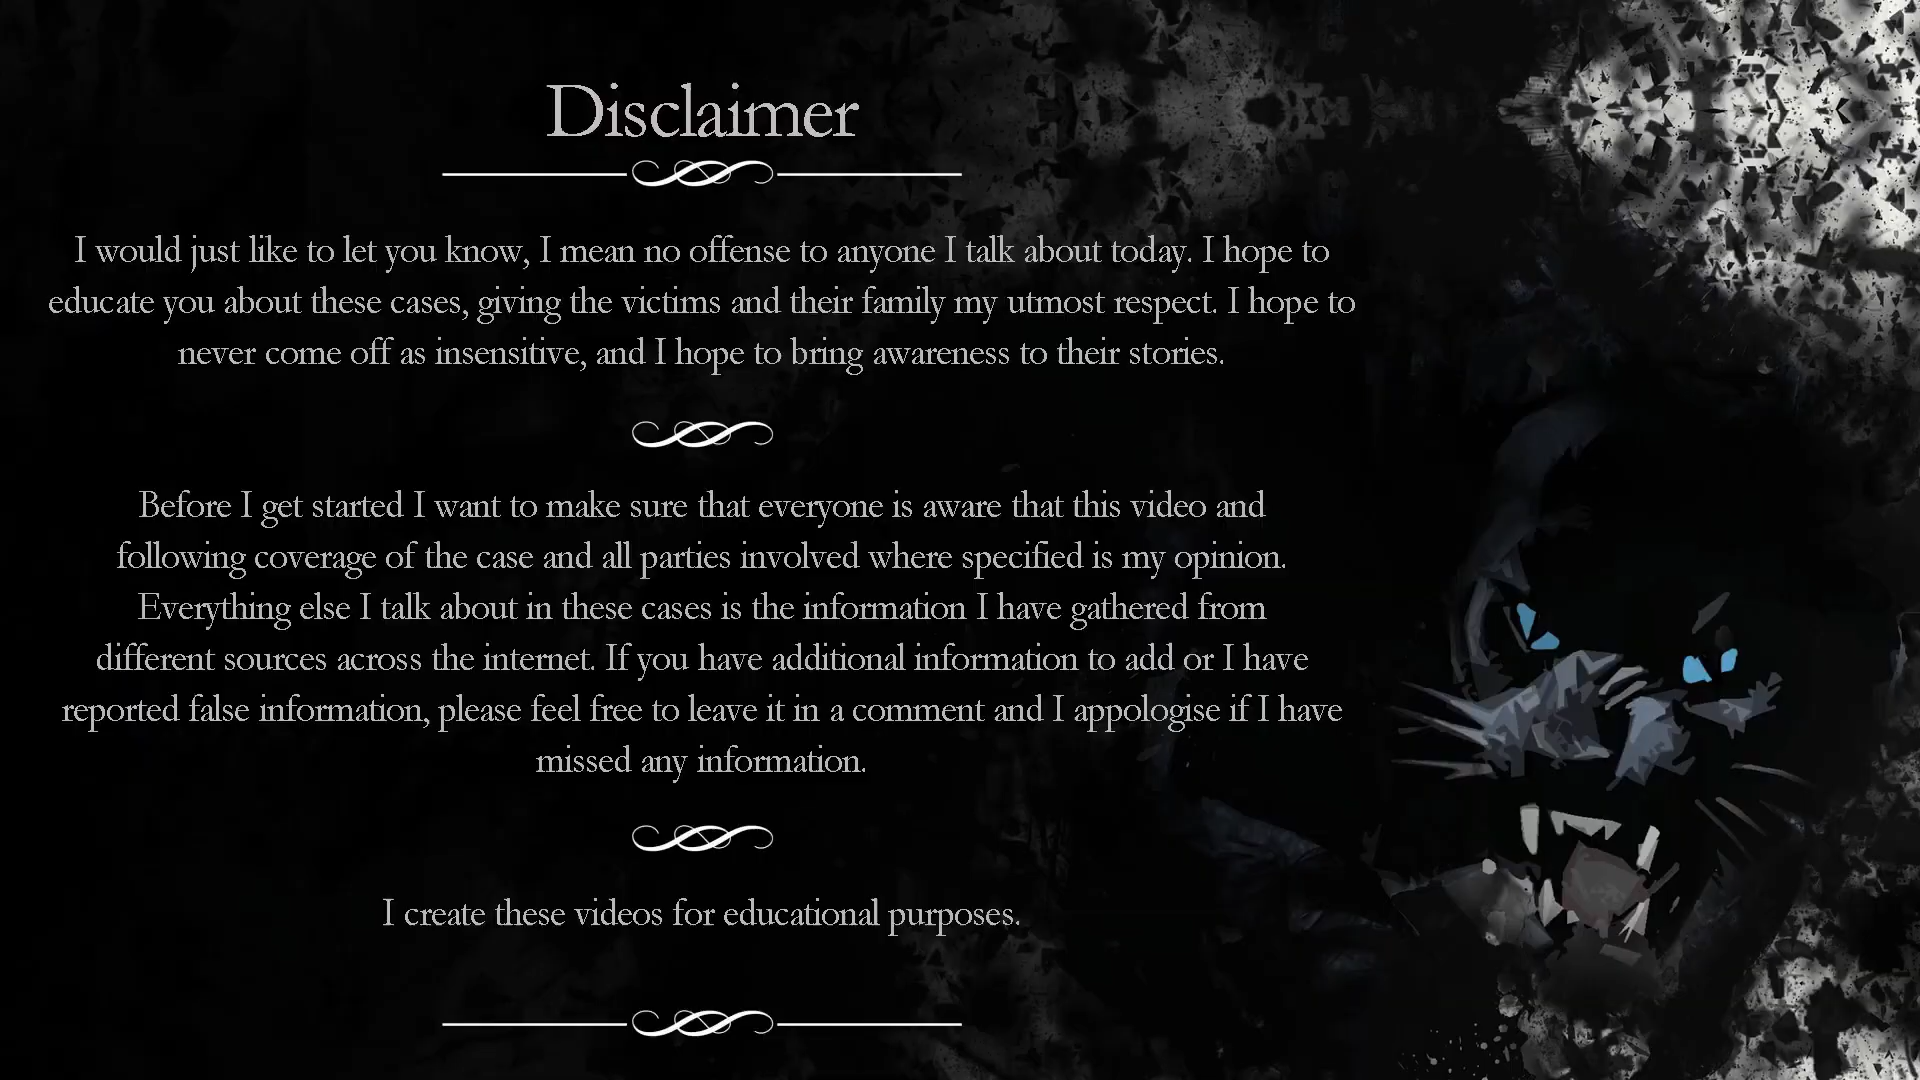 Disclaimer
I would just like to let you know, I mean no offense to anyone I talk about today. I hope to
educate you about these cases, giving the victims and their family my utmost respect. I hope to
never come off as insensitive, and I hope to bring awareness to their stories.
Before I get started I want to make sure that everyone is aware that this video and
following coverage of the case and all parties involved where specified is my opinion.
Everything else I talk about in these cases is the information I have gathered from
different sources across the internet. If you have additional information to add or I have
reported false information, please feel free to leave it in a comment and I appologise if I have
missed any information.
I create these videos for educational purposes.